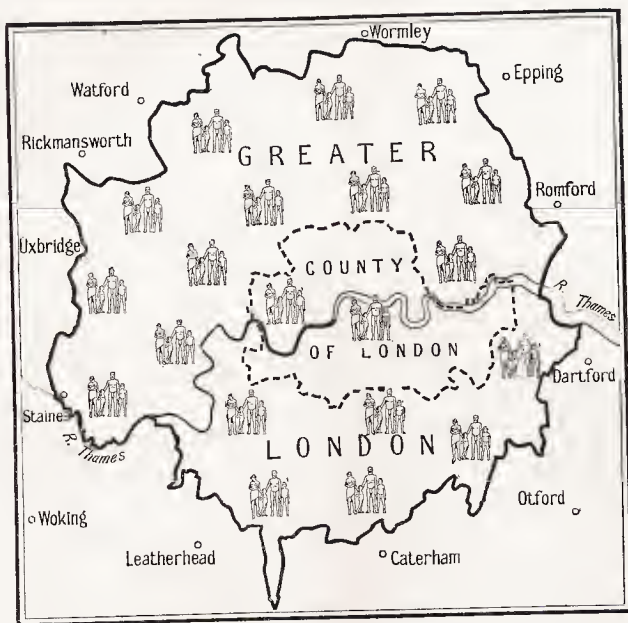 Wormley
Epping
Watford
Rickmansworth
GREATER
Romford
Uxbridge
COUNTY
R. Thames
OF LONDON
Dartford
Staine
R. Thames
LONDON
Otford
Woking
Leatherhead
Caterham